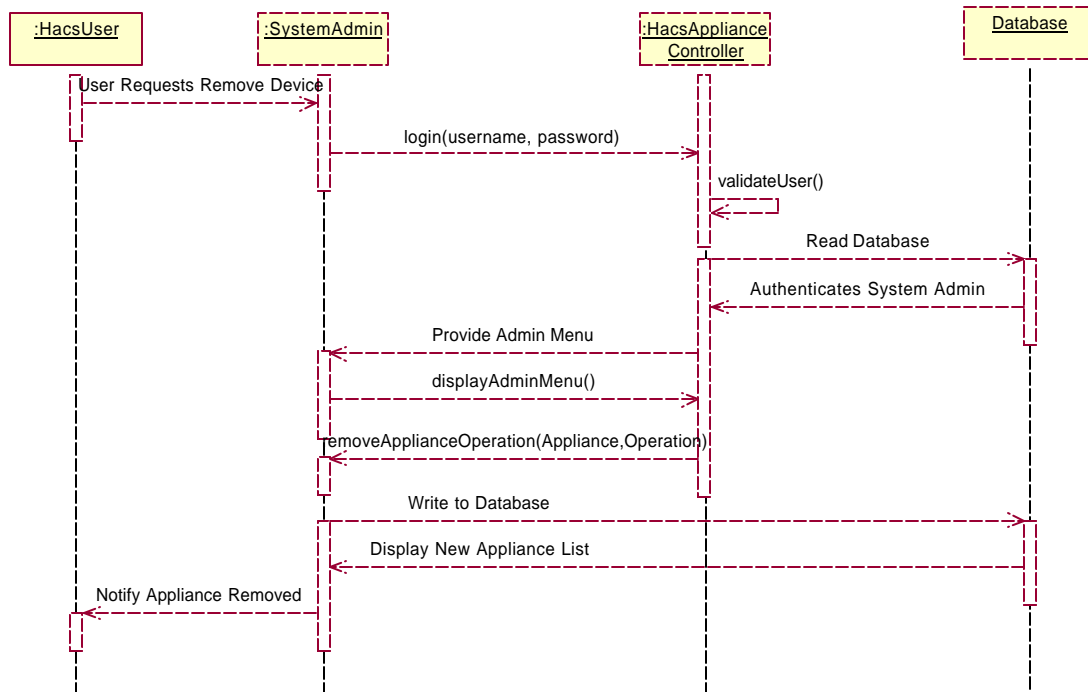 :HacsUser
:SystemAdmin
:HacsAppliance
Controller
Database
User Requests Remove Device
login(username, password)
validateUser()
Read Database
Authenticates System Admin
Provide Admin Menu
displayAdminMenu()
removeApplianceOperation(Appliance,Operation)
Write to Database
Display New Appliance List
Notify Appliance Removed